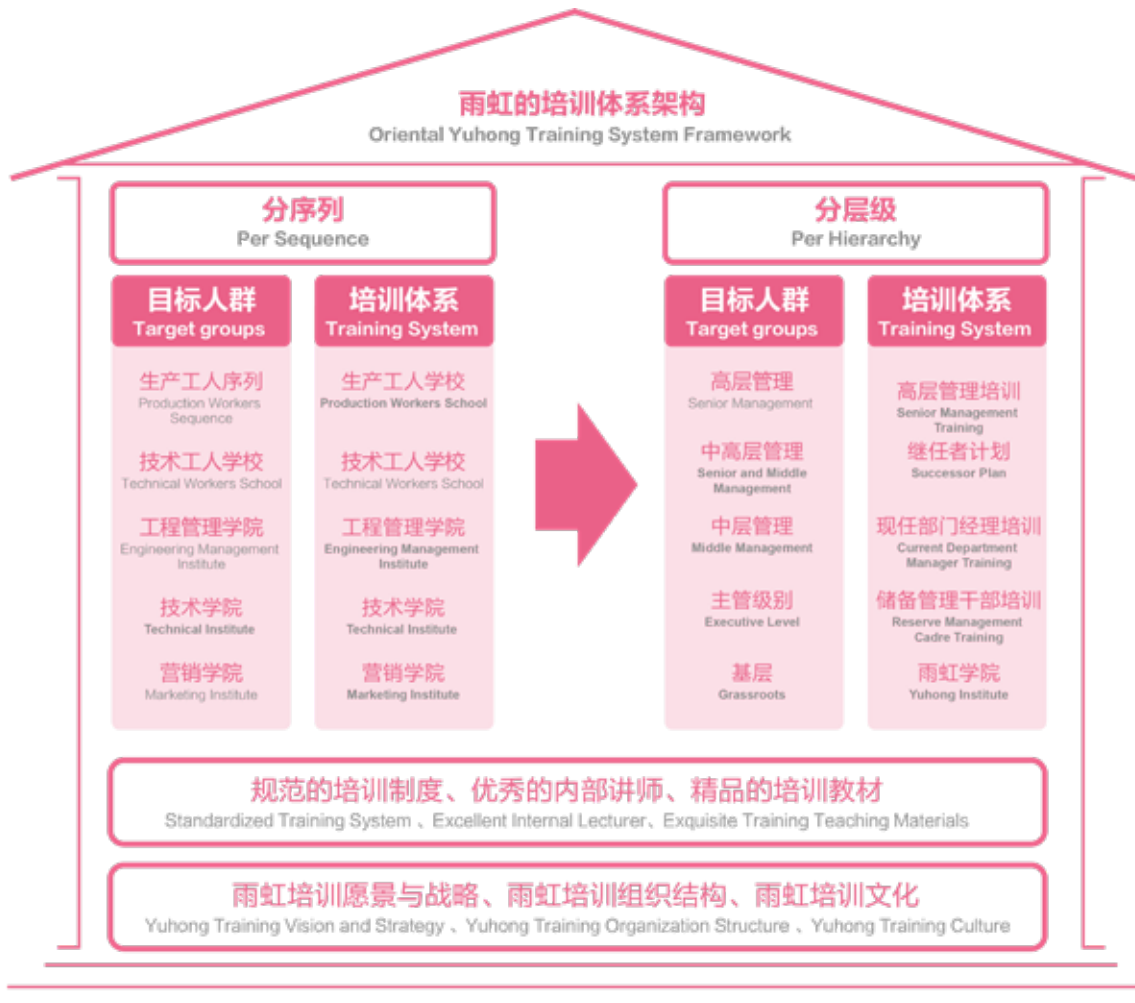 雨虹的培训体系架构
Oriental Yuhong Training System Framework
分序列
Per Sequence
目标人群
Target groups
生产工人序列
Production Workers
Sequence
技术工人学校
Technical Workers School
工程管理学院
Engineering Management
Institute
技术学院
Technical Institute
营销学院
Marketing Institute
培训体系
Training System
生产工人学校
Production Workers School
技术工人学校
Technical Workers School
工程管理学院
Engineering Management
Institute
技术学院
Technical Institute
营销学院
Marketing Institute
分层级
Per Hierarchy
目标人群
Target groups
高层管理
Senior Management
中高层管理
Senior and Middle
Management
中层管理
Middle Management
主管级别
Executive Level
基层
Grassroots
培训体系
Training System
高层管理培训
Senior Management
Training
继任者计划
Successor Plan
现任部门经理培训
Current Department
Manager Training
储备管理干部培训
Reserve Management
Cadre Training
雨虹学院
Yuhong Institute
规范的培训制度、优秀的内部讲师、精品的培训教材
Standardized Training System 、Excellent Internal Lecturer、Exquisite Training Teaching Materials
雨虹培训愿景与战略、雨虹培训组织结构、雨虹培训文化
Yuhong Training Vision and Strategy 、Yuhong Training Organization Structure 、Yuhong Training Culture